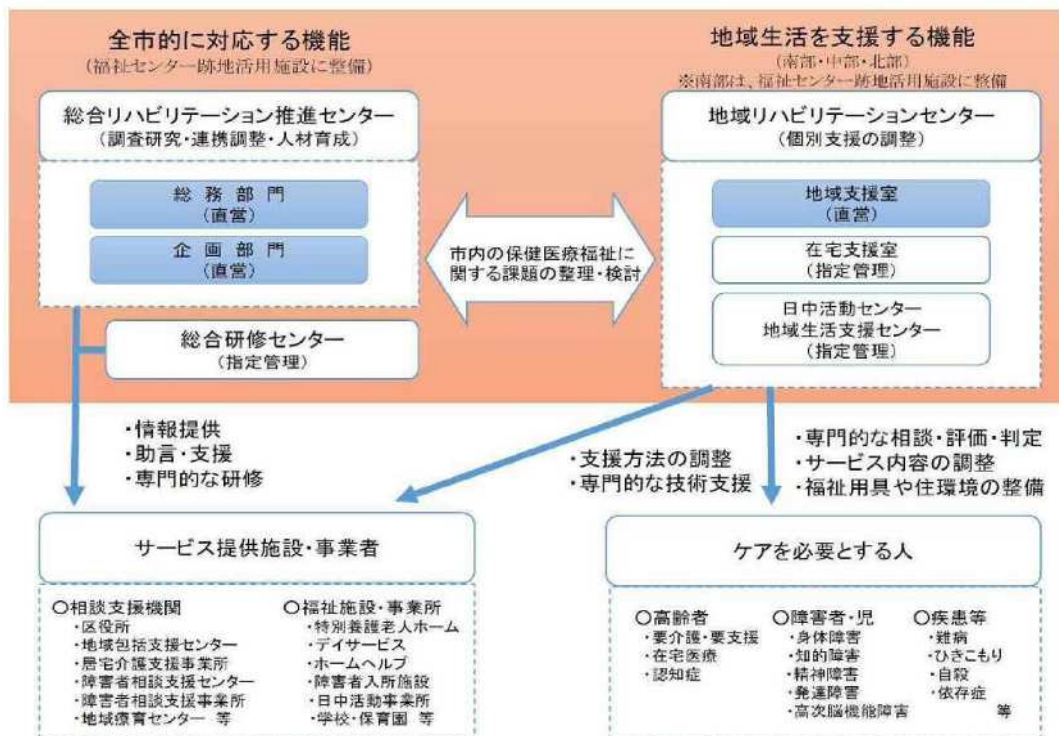 全市的に対応する機能
(福祉センター跡地活用施設に整備)
総合リハビリテーション推進センター
(調査研究・連携調整・人材育成)
総務部門
(直営)
企画部門
(直営)
総合研修センター
(指定管理)
市内の保健医療福祉に
関する課題の整理・検討
地域生活を支援する機能
(南部・中部・北部)
※南部は、福祉センター跡地活用施設に整備
地域リハビリテーションセンター
(個別支援の調整)
地域支援室
(直営)
在宅支援室
(指定管理)
日中活動センター
地域生活支援センター
(指定管理)
・情報提供
・助言・支援
・専門的な研修
・支援方法の調整
・専門的な技術支援
・専門的な相談・評価・判定
・サービス内容の調整
・福祉用具や住環境の整備
サービス提供施設・事業者
〇相談支援機関
・区役所
・地域包括支援センター
・居宅介護支援事業所
・障害者相談支援センター
・障害者相談支援事業所
・地域療育センター 等
〇福祉施設・事業所
・特別養護老人ホーム
・デイサービス
・ホームヘルプ
・障害者入所施設
・日中活動事業所
・学校・保育園 等
ケアを必要とする人
〇高齢者
・要介護・要支援
・在宅医療
・認知症
〇障害者・児
・身体障害
・知的障害
・精神障害
・発達障害
・高次脳機能障害
〇疾患等
・難病
・ひきこもり
・自殺
・依存症
等